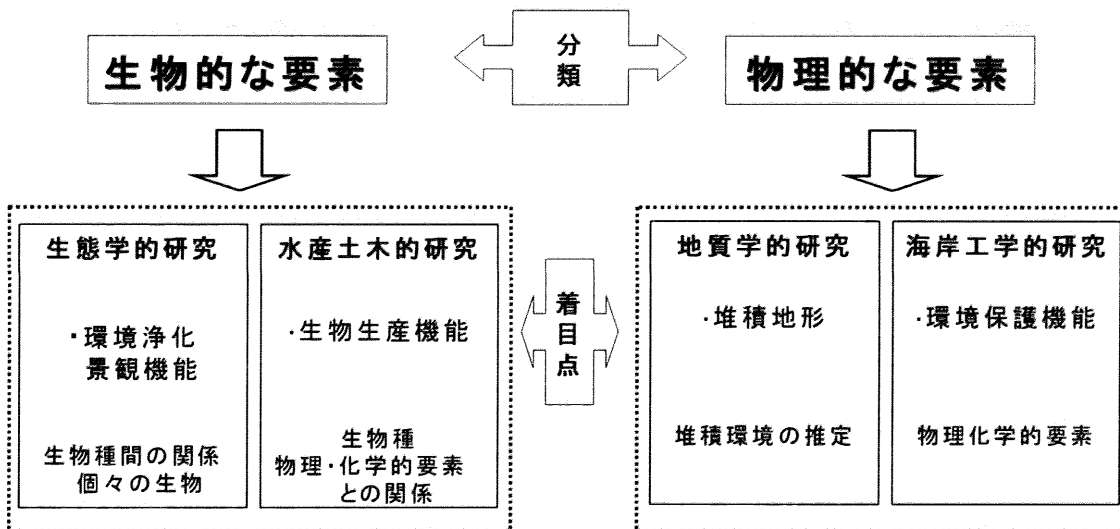 生物的な要素
分類
物理的な要素
生態学的研究
・環境浄化
景観機能
生物種間の関係
個々の生物
水産土木的研究
・生物生産機能
生物種
物理・化学的要素
との関係
着目点
地質学的研究
・堆積地形
堆積環境の推定
海岸工学的研究
・環境保護機能
物理化学的要素